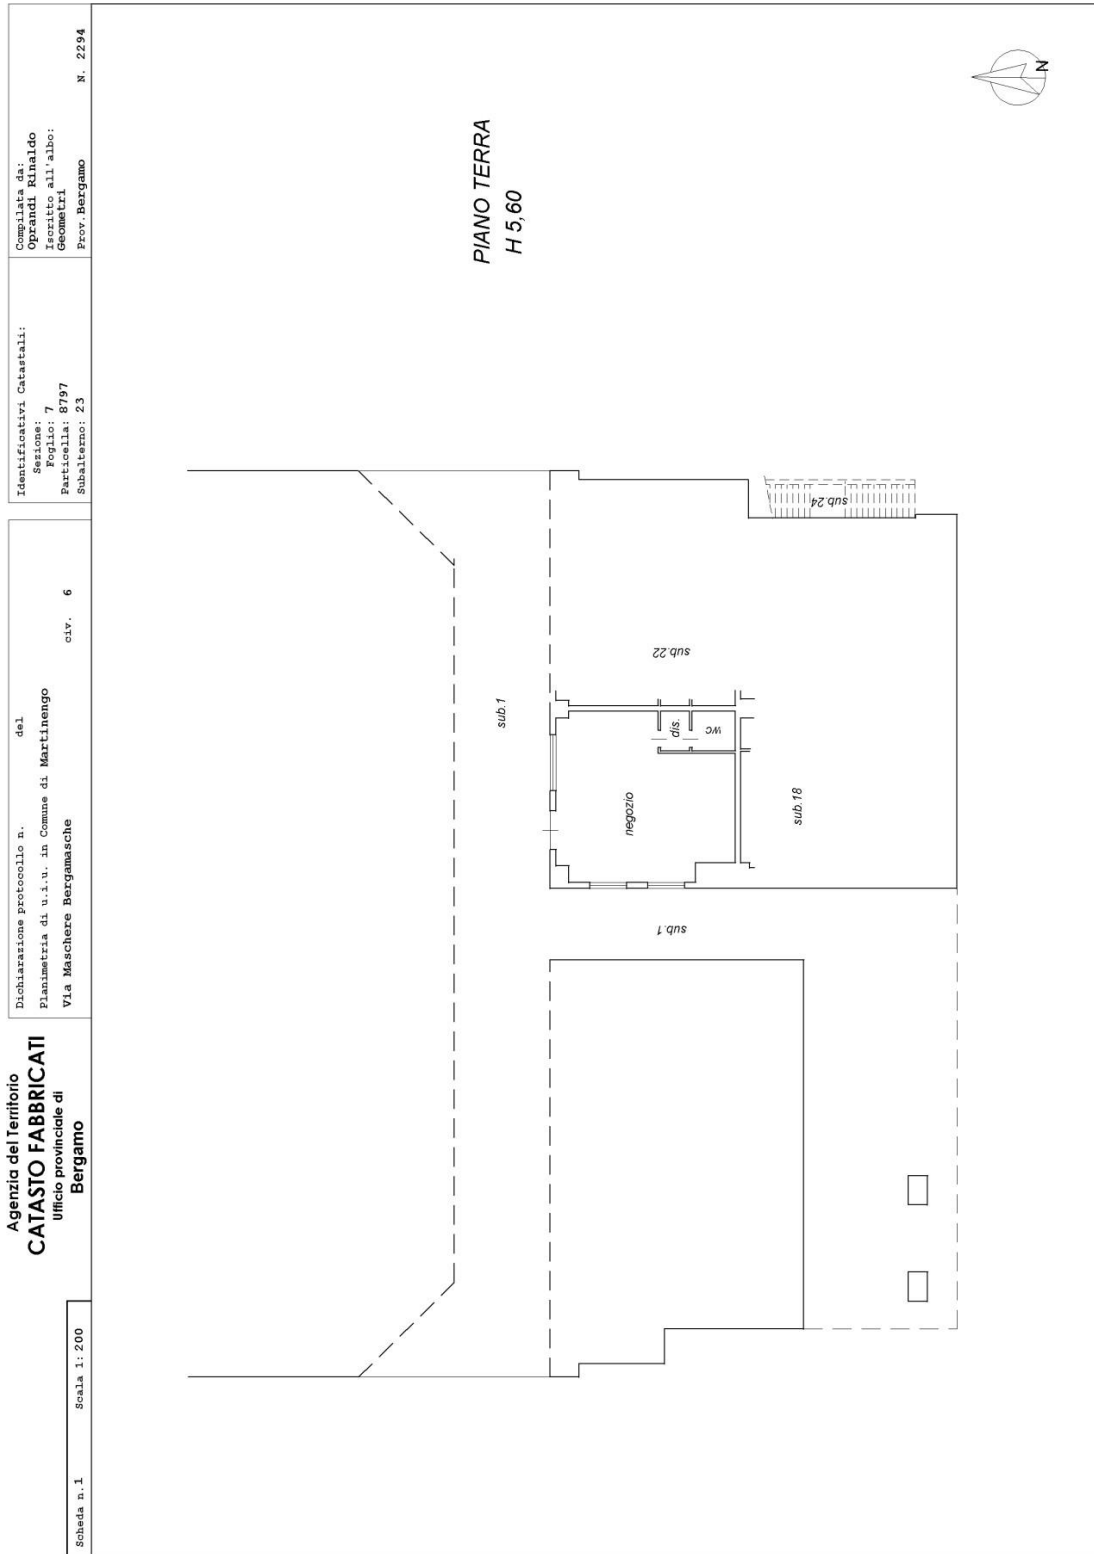 Agenzia del Territorio
CATASTO FABBRICATI
Ufficio provinciale di
Bergamo
Dichiarazione protocollo n. del
Planimetria di u.i.u. in Comune di Martinengo
Via Maschere Bergamasche civ. 6
Identificativi Catastali:
Sezione:
Foglio: 7
Particella: 8797
Subalterno: 23
Compilata da:
Oprandi Rinaldo
Iscritto all'albo:
Geometri
Prov. Bergamo N. 2294
Scheda n.1 Scala 1:200
PIANO TERRA
H 5,60
N
sub.1
sub.22
sub.24
dis.
wc
negozio
sub.18
sub.1